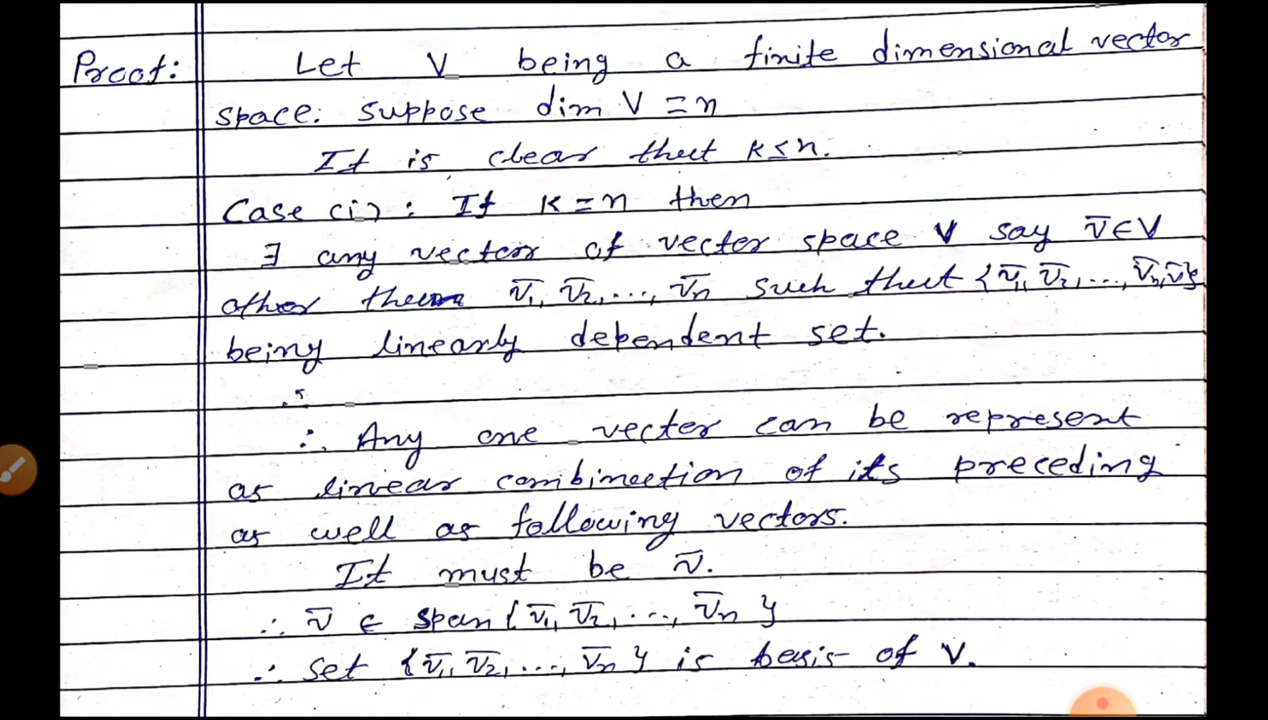 Proof: Let V being a finite dimensional vector
space. suppose dim V = n
It is clear that k ≤ n.
Case (i): If k = n then
∃ any vector of vector space V say v̄ ∈ V
other than v̄₁, v̄₂, ..., v̄ₙ such that {v̄₁, v̄₂, ..., v̄ₙ, v̄}
being linearly dependent set.
∴ Any one vector can be represent
as linear combination of its preceding
as well as following vectors.
It must be v̄.
∴ v̄ ∈ span{v̄₁, v̄₂, ..., v̄ₙ}
∴ set {v̄₁, v̄₂, ..., v̄ₙ} is basis of V.